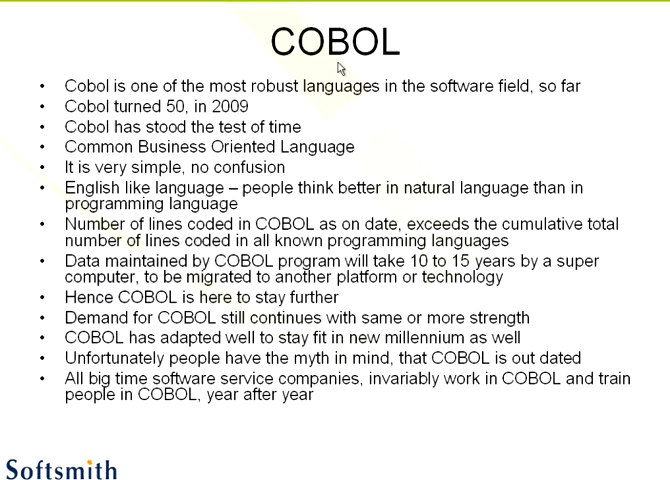 COBOL
• Cobol is one of the most robust languages in the software field, so far
• Cobol turned 50, in 2009
• Cobol has stood the test of time
• Common Business Oriented Language
• It is very simple, no confusion
• English like language – people think better in natural language than in
programming language
• Number of lines coded in COBOL as on date, exceeds the cumulative total
number of lines coded in all known programming languages
• Data maintained by COBOL program will take 10 to 15 years by a super
computer, to be migrated to another platform or technology
• Hence COBOL is here to stay further
• Demand for COBOL still continues with same or more strength
• COBOL has adapted well to stay fit in new millennium as well
• Unfortunately people have the myth in mind, that COBOL is out dated
• All big time software service companies, invariably work in COBOL and train
people in COBOL, year after year
Softsmith